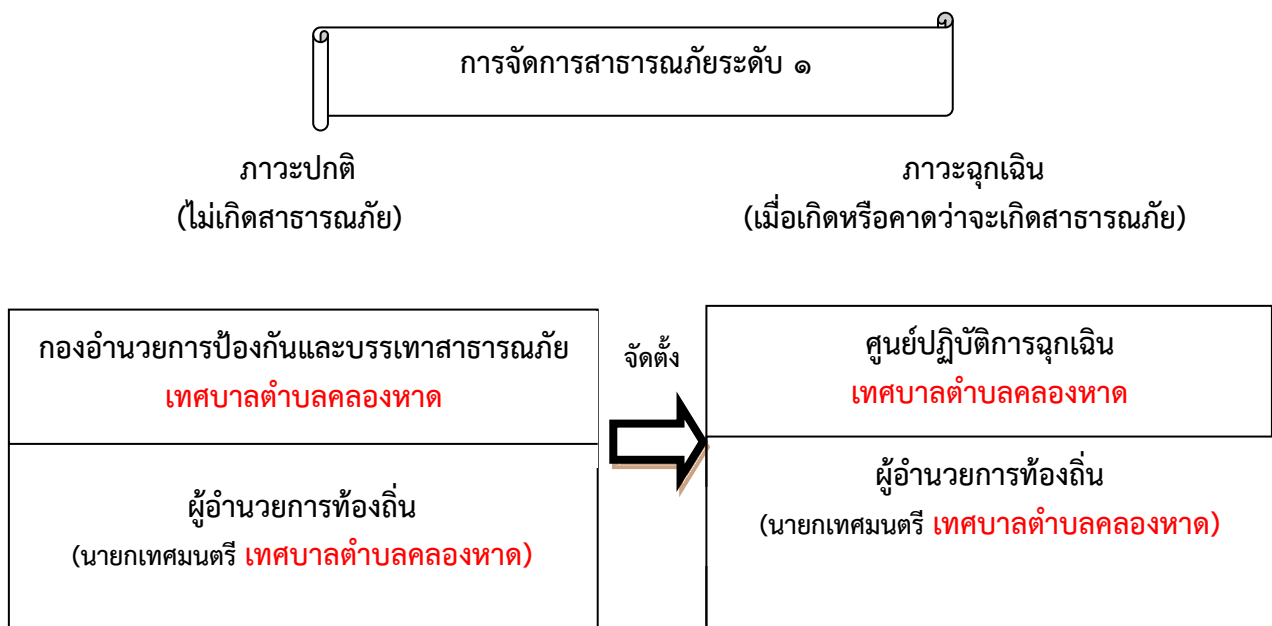 การจัดการสาธารณภัยระดับ ๑
ภาวะปกติ
(ไม่เกิดสาธารณภัย)
ภาวะฉุกเฉิน
(เมื่อเกิดหรือคาดว่าจะเกิดสาธารณภัย)
กองอำนวยการป้องกันและบรรเทาสาธารณภัย
เทศบาลตำบลคลองหาด
ผู้อำนวยการท้องถิ่น
(นายกเทศมนตรี เทศบาลตำบลคลองหาด)
จัดตั้ง
ศูนย์ปฏิบัติการฉุกเฉิน
เทศบาลตำบลคลองหาด
ผู้อำนวยการท้องถิ่น
(นายกเทศมนตรี เทศบาลตำบลคลองหาด)